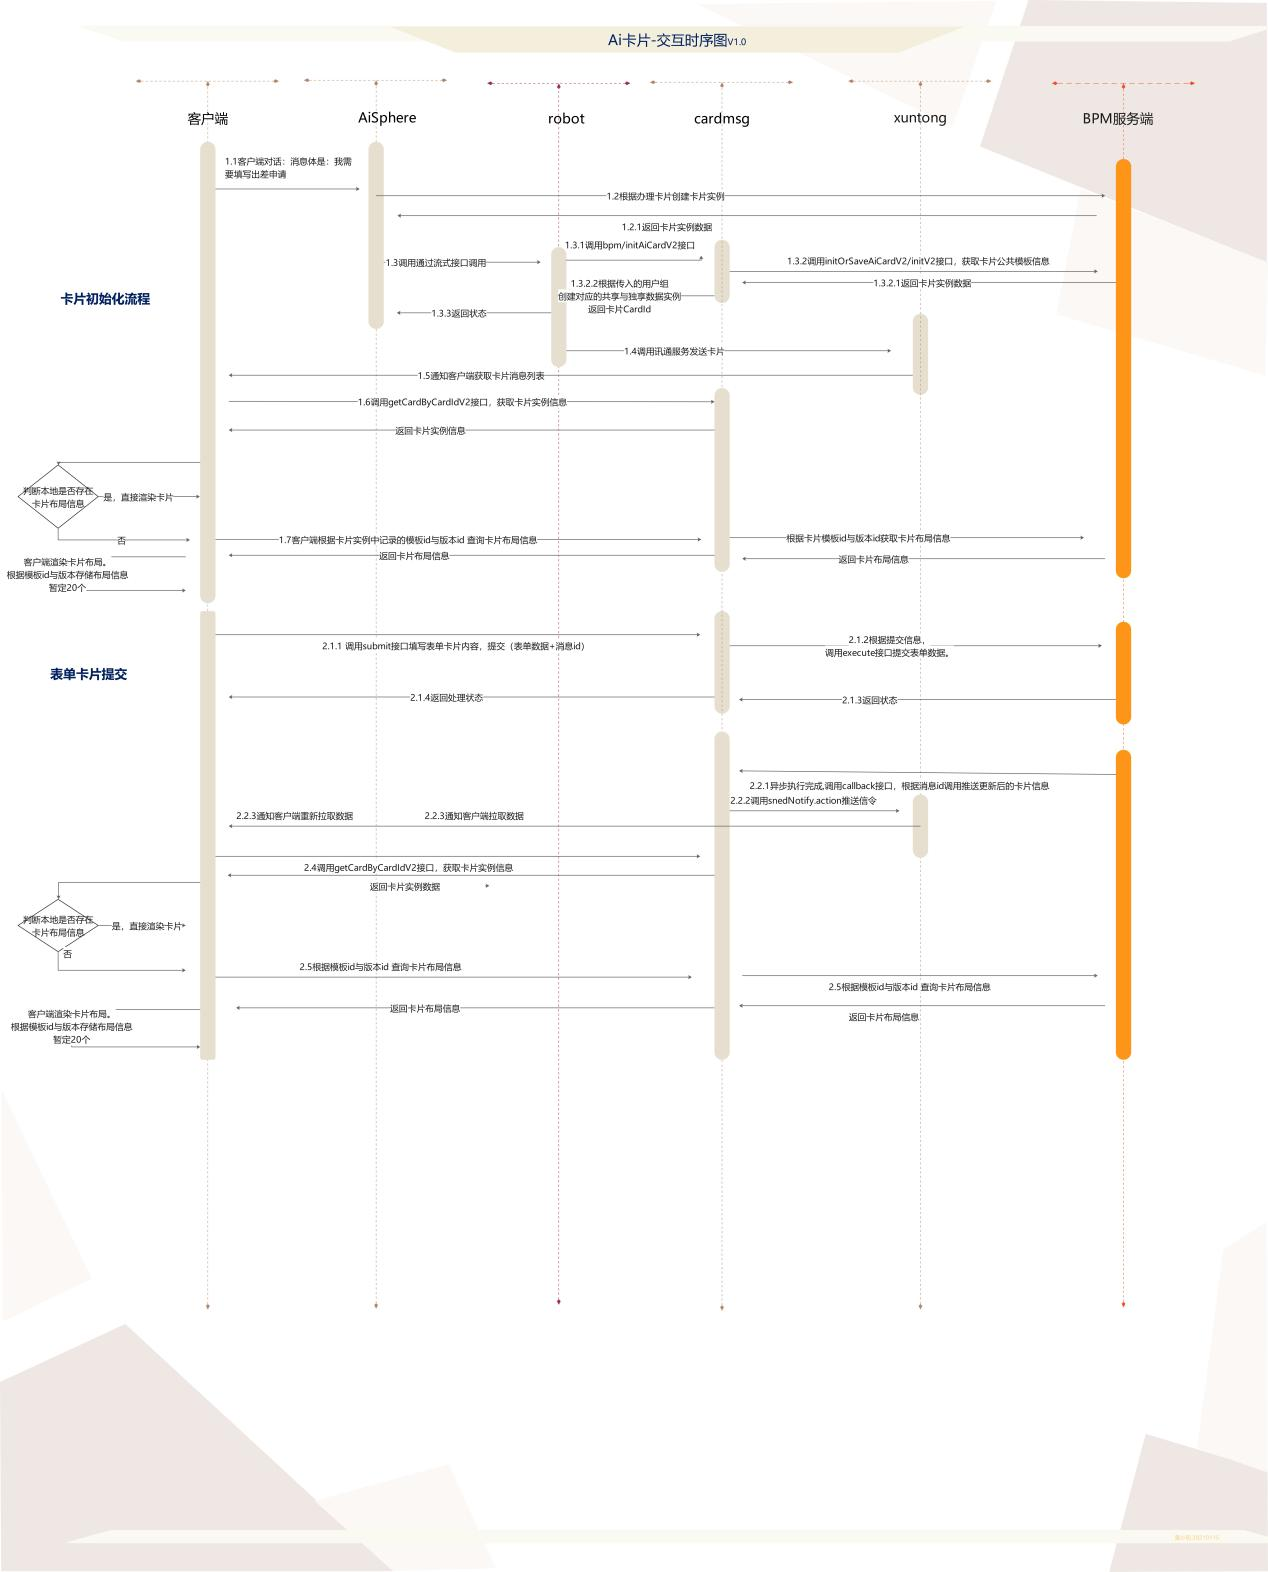 Ai卡片-交互时序图V1.0
客户端
AiSphere
robot
cardmsg
xuntong
BPM服务端
1.1客户端对话：消息体是：我需
要填写出差申请
1.2根据办理卡片创建卡片实例
1.2.1返回卡片实例数据
1.3.1调用bpm/initAiCardV2接口
1.3调用通过流式接口调用
1.3.2调用initOrSaveAiCardV2/initV2接口，获取卡片公共模板信息
1.3.2.1返回卡片实例数据
1.3.2.2根据传入的用户组
创建对应的共享与独享数据实例
返回卡片CardId
卡片初始化流程
1.3.3返回状态
1.4调用讯通服务发送卡片
1.5通知客户端获取卡片消息列表
1.6调用getCardByCardIdV2接口，获取卡片实例信息
返回卡片实例信息
判断本地是否存在
卡片布局信息
是，直接渲染卡片
否
1.7客户端根据卡片实例中记录的模板id与版本id 查询卡片布局信息
根据卡片模板id与版本id获取卡片布局信息
返回卡片布局信息
返回卡片布局信息
客户端渲染卡片布局。
根据模板id与版本存储布局信息
暂定20个
2.1.1 调用submit接口填写表单卡片内容，提交（表单数据+消息id）
2.1.2根据提交信息，
调用execute接口提交表单数据。
表单卡片提交
2.1.4返回处理状态
2.1.3返回状态
2.2.1异步执行完成,调用callback接口，根据消息id调用推送更新后的卡片信息
2.2.2调用snedNotify.action推送信令
2.2.3通知客户端重新拉取数据
2.2.3通知客户端拉取数据
2.4调用getCardByCardIdV2接口，获取卡片实例信息
返回卡片实例数据
判断本地是否存在
卡片布局信息
是，直接渲染卡片
否
2.5根据模板id与版本id 查询卡片布局信息
2.5根据模板id与版本id 查询卡片布局信息
返回卡片布局信息
返回卡片布局信息
客户端渲染卡片布局。
根据模板id与版本存储布局信息
暂定20个